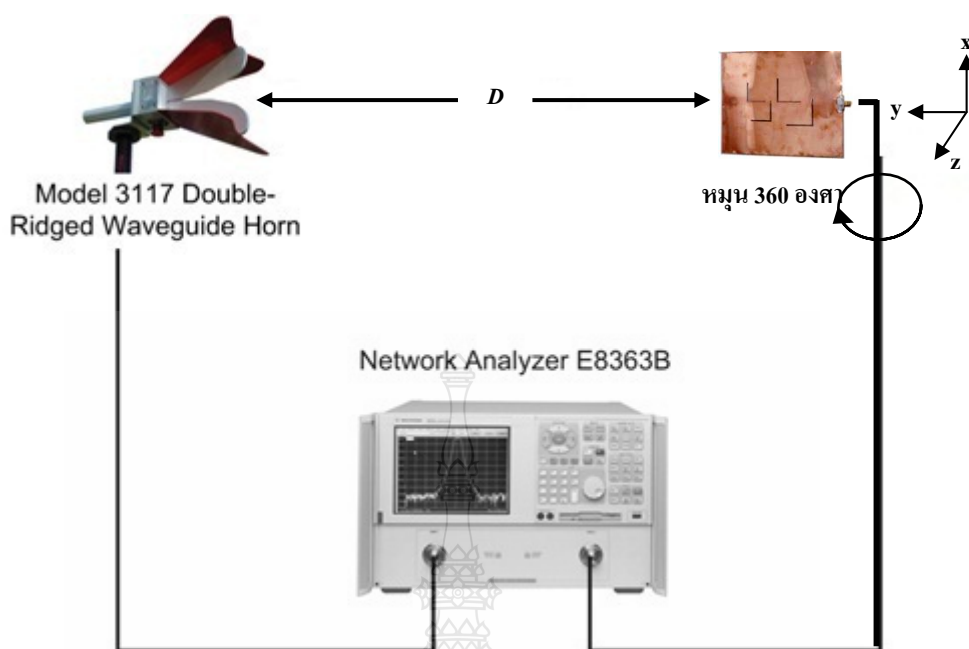 D
x
y
z
Model 3117 Double-
Ridged Waveguide Horn
หมุน 360 องศา
Network Analyzer E8363B